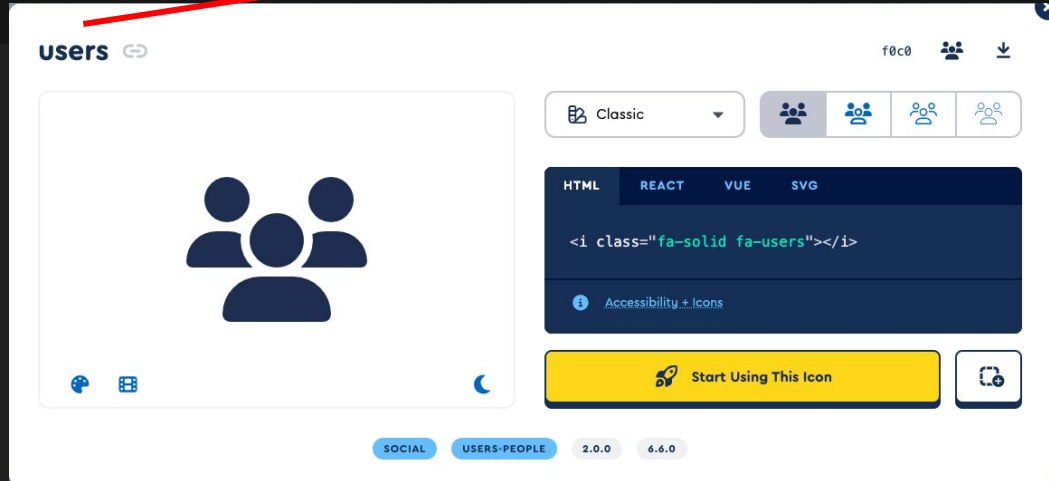 users
f0c0
Classic
HTML REACT VUE SVG
<i class="fa-solid fa-users"></i>
Accessibility + Icons
Start Using This Icon
SOCIAL USERS-PEOPLE 2.0.0 6.6.0